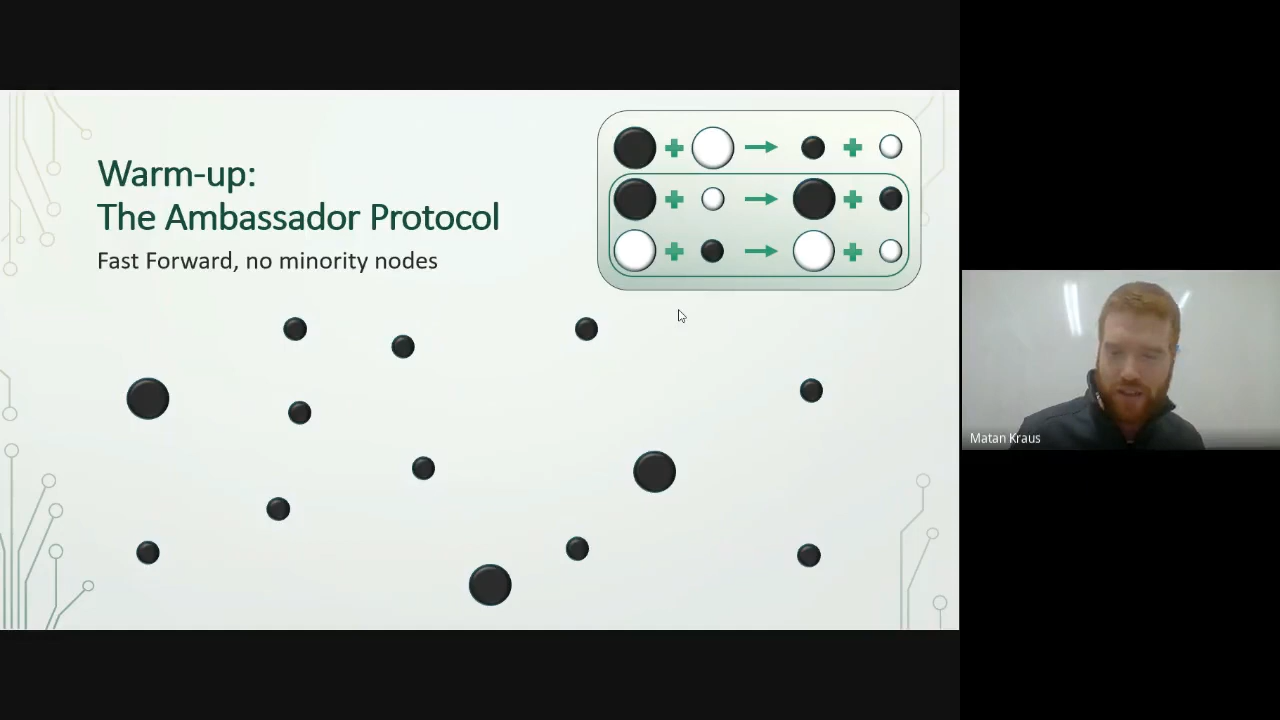 Warm-up:
The Ambassador Protocol
Fast Forward, no minority nodes
Matan Kraus